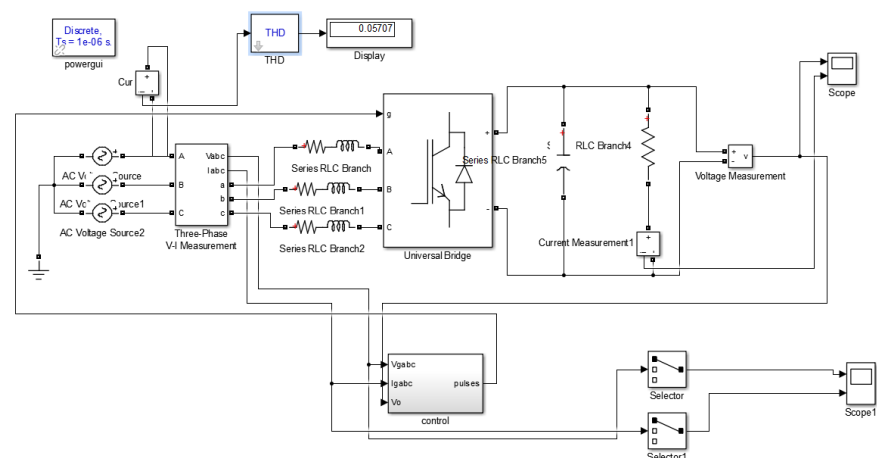 Discrete,
Ts = 1e-06 s.
powergui
THD
THD
0.05707
Display
Cur
+
-
i
Scope
g
A
B
C
+
-
Universal Bridge
A
B
C
Vabc
Iabc
a
b
c
Three-Phase
V-I Measurement
AC Voltage Source
AC Voltage Source1
AC Voltage Source2
Series RLC Branch
Series RLC Branch1
Series RLC Branch2
Series RLC Branch5
RLC Branch4
+
-
v
Voltage Measurement
Current Measurement1
+
-
i
Vgabc
Igabc
Vo
pulses
control
Selector
Selector1
Scope1